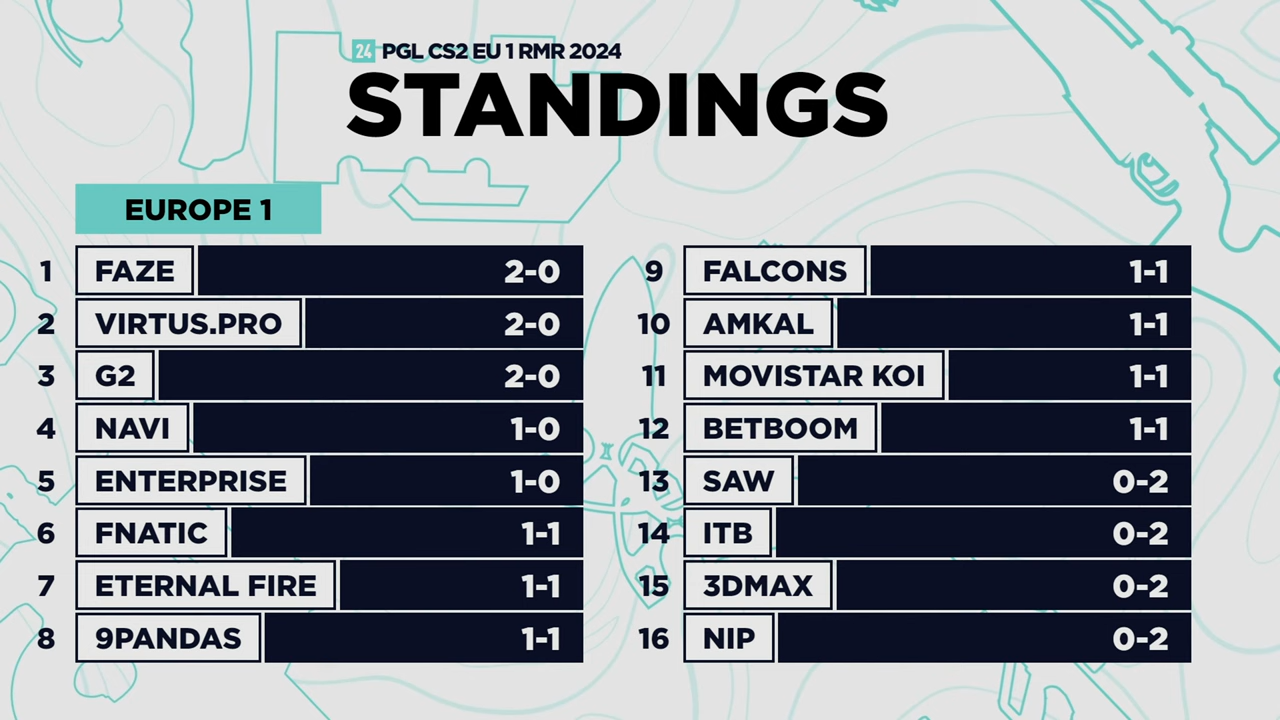 24 PGL CS2 EU 1 RMR 2024
STANDINGS
EUROPE 1
1 FAZE 2-0
2 VIRTUS.PRO 2-0
3 G2 2-0
4 NAVI 1-0
5 ENTERPRISE 1-0
6 FNATIC 1-1
7 ETERNAL FIRE 1-1
8 9PANDAS 1-1
9 FALCONS 1-1
10 AMKAL 1-1
11 MOVISTAR KOI 1-1
12 BETBOOM 1-1
13 SAW 0-2
14 ITB 0-2
15 3DMAX 0-2
16 NIP 0-2